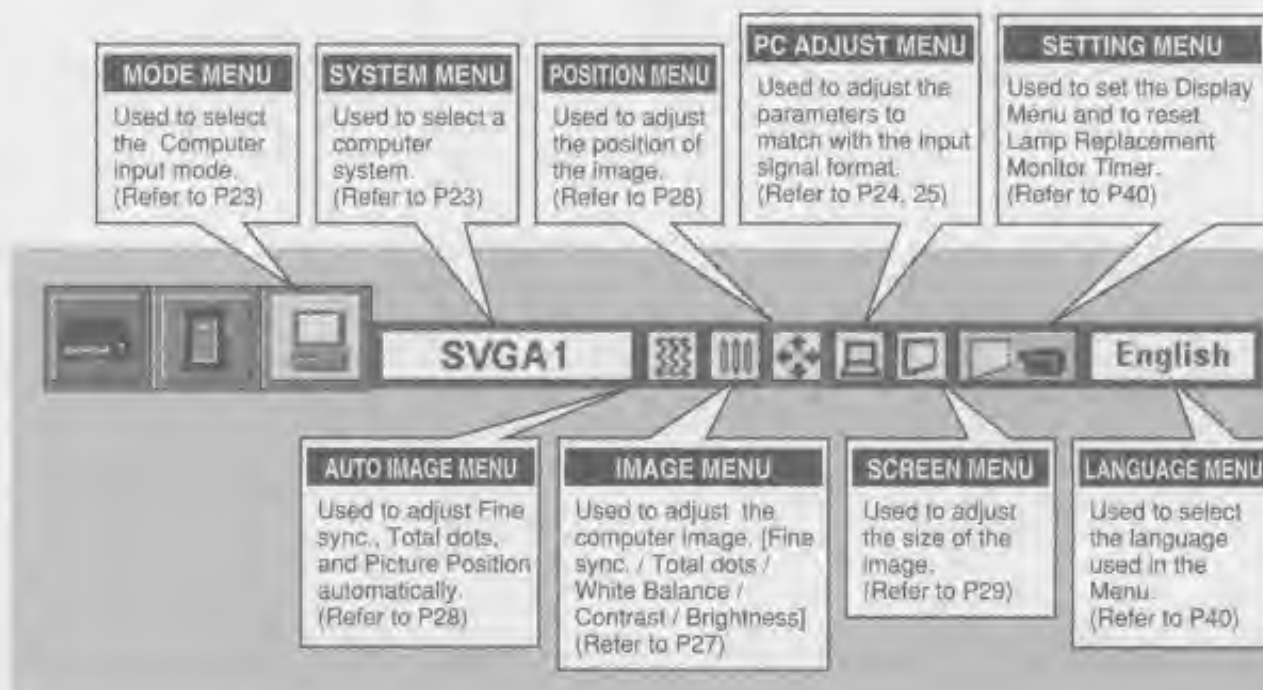 MODE MENU
Used to select
the Computer
input mode.
(Refer to P23)
SYSTEM MENU
Used to select a
computer
system.
(Refer to P23)
POSITION MENU
Used to adjust
the position of
the image.
(Refer to P28)
PC ADJUST MENU
Used to adjust the
parameters to
match with the input
signal format.
(Refer to P24, 25)
SETTING MENU
Used to set the Display
Menu and to reset
Lamp Replacement
Monitor Timer.
(Refer to P40)
SVGA1
English
AUTO IMAGE MENU
Used to adjust Fine
sync., Total dots,
and Picture Position
automatically.
(Refer to P28)
IMAGE MENU
Used to adjust the
computer image. [Fine
sync. / Total dots /
White Balance /
Contrast / Brightness]
(Refer to P27)
SCREEN MENU
Used to adjust
the size of the
image.
(Refer to P29)
LANGUAGE MENU
Used to select
the language
used in the
Menu.
(Refer to P40)